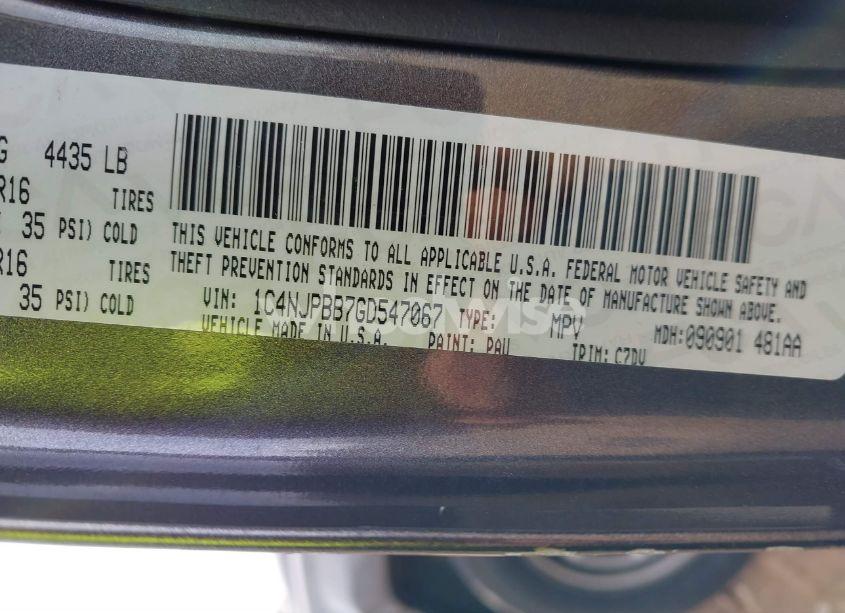 G 4435 LB
R16 TIRES
35 PSI) COLD
R16 TIRES
35 PSI) COLD
THIS VEHICLE CONFORMS TO ALL APPLICABLE U.S.A. FEDERAL MOTOR VEHICLE SAFETY AND
THEFT PREVENTION STANDARDS IN EFFECT ON THE DATE OF MANUFACTURE SHOWN ABOVE.
VIN: 1C4NJPBB7GD547067 TYPE: MPV MDH:090901 481AA
VEHICLE MADE IN U.S.A. PAINT: PAU TRIM: C7DV